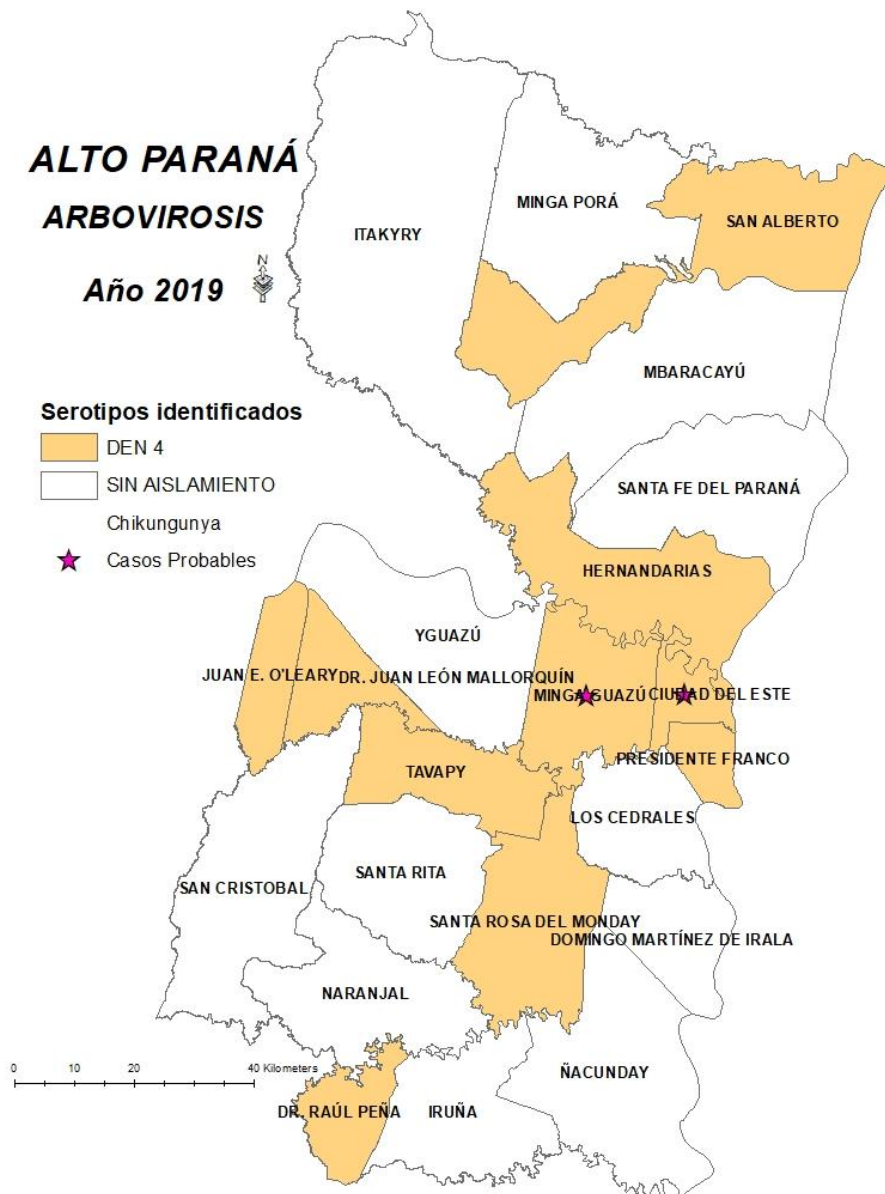 ALTO PARANÁ
ARBOVIROSIS
Año 2019
N
Serotipos identificados
DEN 4
SIN AISLAMIENTO
Chikungunya
Casos Probables
ITAKYRY
MINGA PORÁ
SAN ALBERTO
MBARACAYÚ
SANTA FE DEL PARANÁ
HERNANDARIAS
YGUAZÚ
JUAN E. O'LEARY
DR. JUAN LEÓN MALLORQUÍN
MINGA GUAZÚ
CIUDAD DEL ESTE
PRESIDENTE FRANCO
TAVAPY
LOS CEDRALES
SANTA RITA
SAN CRISTOBAL
SANTA ROSA DEL MONDAY
DOMINGO MARTÍNEZ DE IRALA
NARANJAL
ÑACUNDAY
DR. RAÚL PEÑA
IRUÑA
0 10 20 40 Kilometers